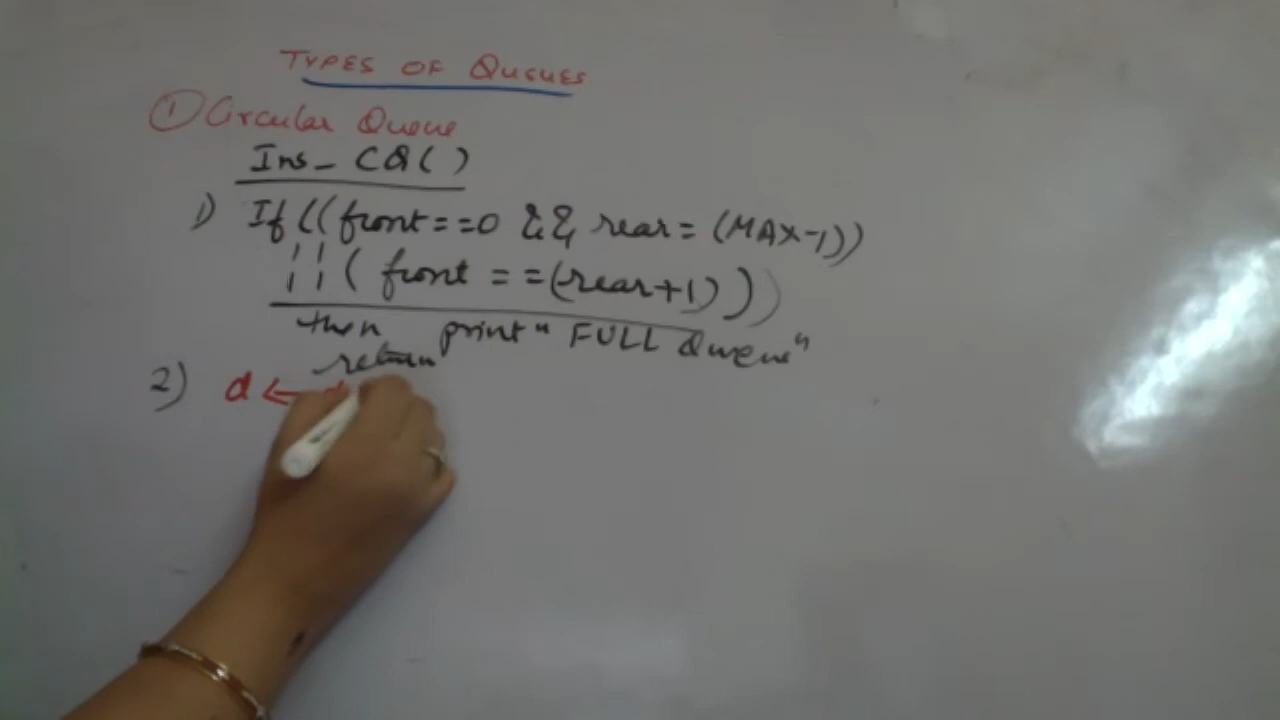 TYPES OF QUEUES
① Circular Queue
Ins_CQ()
1) If((front==0 && rear=(MAX-1))
||(front==(rear+1)))
then print "FULL Queue"
return
2) d ←